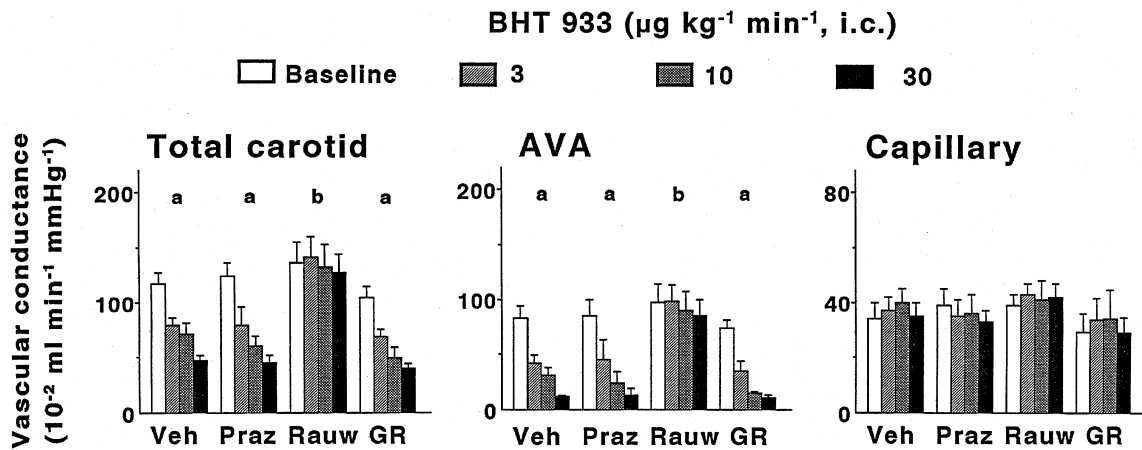 BHT 933 (µg kg⁻¹ min⁻¹, i.c.)
Baseline 3 10 30
Vascular conductance
(10⁻² ml min⁻¹ mmHg⁻¹)
Total carotid
200
100
0
a a b a
Veh Praz Rauw GR
AVA
200
100
0
a a b a
Veh Praz Rauw GR
Capillary
80
40
0
Veh Praz Rauw GR